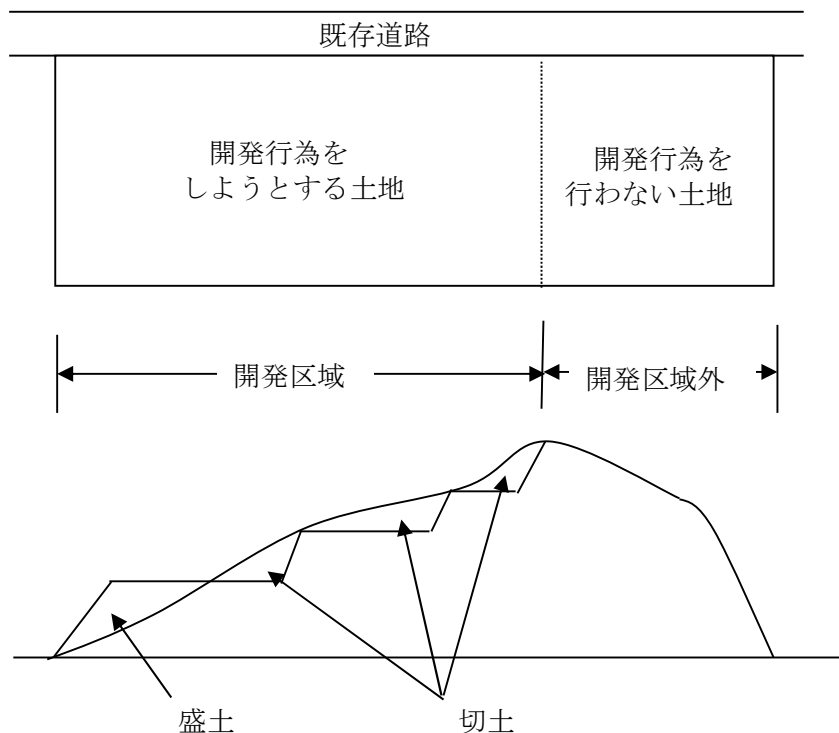 既存道路
開発行為を
しようとする土地
開発行為を
行わない土地
開発区域
開発区域外
盛土
切土